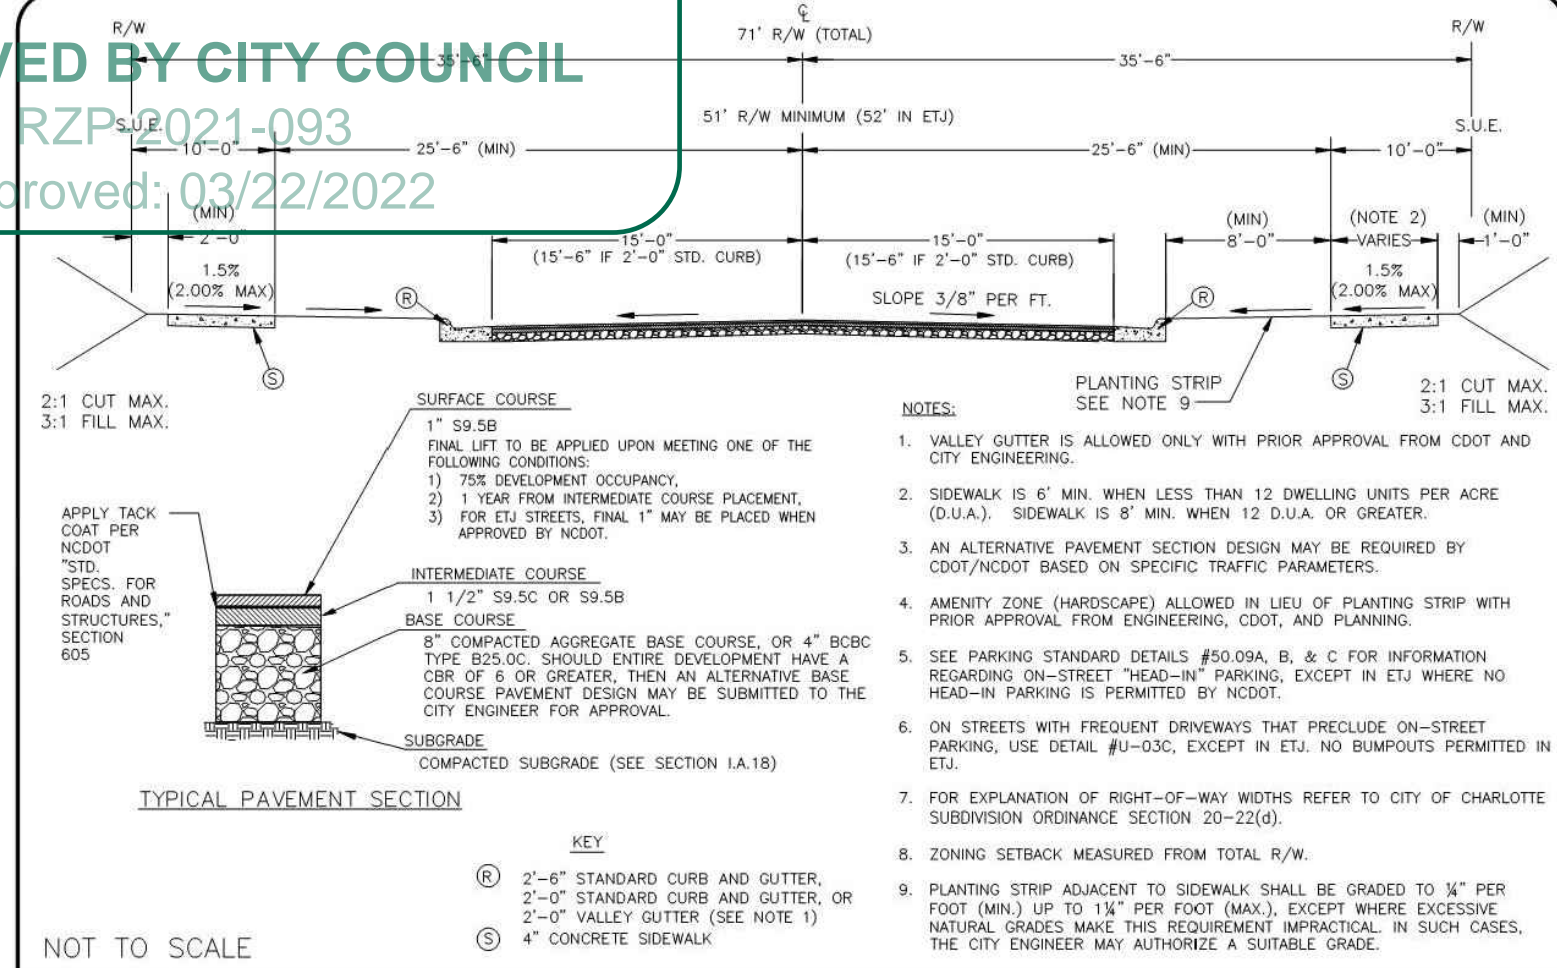 ℄
R/W
71' R/W (TOTAL)
R/W
VED BY CITY COUNCIL
35'-6"
35'-6"
RZP-2021-093
51' R/W MINIMUM (52' IN ETJ)
S.U.E.
S.U.E.
10'-0"
25'-6" (MIN)
25'-6" (MIN)
10'-0"
proved: 03/22/2022
(MIN)
2'-0"
15'-0"
(15'-6" IF 2'-0" STD. CURB)
15'-0"
(15'-6" IF 2'-0" STD. CURB)
(MIN)
8'-0"
(NOTE 2)
VARIES
(MIN)
1'-0"
1.5%
(2.00% MAX)
SLOPE 3/8" PER FT.
1.5%
(2.00% MAX)
R
R
S
S
PLANTING STRIP
SEE NOTE 9
2:1 CUT MAX.
3:1 FILL MAX.
2:1 CUT MAX.
3:1 FILL MAX.
SURFACE COURSE
1" S9.5B
FINAL LIFT TO BE APPLIED UPON MEETING ONE OF THE
FOLLOWING CONDITIONS:
1) 75% DEVELOPMENT OCCUPANCY,
2) 1 YEAR FROM INTERMEDIATE COURSE PLACEMENT,
3) FOR ETJ STREETS, FINAL 1" MAY BE PLACED WHEN
APPROVED BY NCDOT.
APPLY TACK
COAT PER
NCDOT
"STD.
SPECS. FOR
ROADS AND
STRUCTURES,"
SECTION
605
INTERMEDIATE COURSE
1 1/2" S9.5C OR S9.5B
BASE COURSE
8" COMPACTED AGGREGATE BASE COURSE, OR 4" BCBC
TYPE B25.0C. SHOULD ENTIRE DEVELOPMENT HAVE A
CBR OF 6 OR GREATER, THEN AN ALTERNATIVE BASE
COURSE PAVEMENT DESIGN MAY BE SUBMITTED TO THE
CITY ENGINEER FOR APPROVAL.
SUBGRADE
COMPACTED SUBGRADE (SEE SECTION I.A.18)
TYPICAL PAVEMENT SECTION
KEY
R 2'-6" STANDARD CURB AND GUTTER,
2'-0" STANDARD CURB AND GUTTER, OR
2'-0" VALLEY GUTTER (SEE NOTE 1)
S 4" CONCRETE SIDEWALK
NOT TO SCALE
NOTES:
1. VALLEY GUTTER IS ALLOWED ONLY WITH PRIOR APPROVAL FROM CDOT AND
CITY ENGINEERING.
2. SIDEWALK IS 6' MIN. WHEN LESS THAN 12 DWELLING UNITS PER ACRE
(D.U.A.). SIDEWALK IS 8' MIN. WHEN 12 D.U.A. OR GREATER.
3. AN ALTERNATIVE PAVEMENT SECTION DESIGN MAY BE REQUIRED BY
CDOT/NCDOT BASED ON SPECIFIC TRAFFIC PARAMETERS.
4. AMENITY ZONE (HARDSCAPE) ALLOWED IN LIEU OF PLANTING STRIP WITH
PRIOR APPROVAL FROM ENGINEERING, CDOT, AND PLANNING.
5. SEE PARKING STANDARD DETAILS #50.09A, B, & C FOR INFORMATION
REGARDING ON-STREET "HEAD-IN" PARKING, EXCEPT IN ETJ WHERE NO
HEAD-IN PARKING IS PERMITTED BY NCDOT.
6. ON STREETS WITH FREQUENT DRIVEWAYS THAT PRECLUDE ON-STREET
PARKING, USE DETAIL #U-03C, EXCEPT IN ETJ. NO BUMPOUTS PERMITTED IN
ETJ.
7. FOR EXPLANATION OF RIGHT-OF-WAY WIDTHS REFER TO CITY OF CHARLOTTE
SUBDIVISION ORDINANCE SECTION 20-22(d).
8. ZONING SETBACK MEASURED FROM TOTAL R/W.
9. PLANTING STRIP ADJACENT TO SIDEWALK SHALL BE GRADED TO ¼" PER
FOOT (MIN.) UP TO 1¼" PER FOOT (MAX.), EXCEPT WHERE EXCESSIVE
NATURAL GRADES MAKE THIS REQUIREMENT IMPRACTICAL. IN SUCH CASES,
THE CITY ENGINEER MAY AUTHORIZE A SUITABLE GRADE.